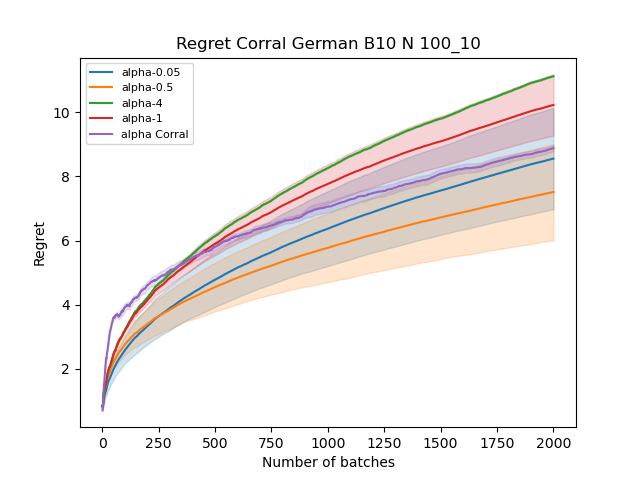 Regret Corral German B10 N 100_10
alpha-0.05
alpha-0.5
alpha-4
alpha-1
alpha Corral
10
8
6
4
2
Regret
0 250 500 750 1000 1250 1500 1750 2000
Number of batches